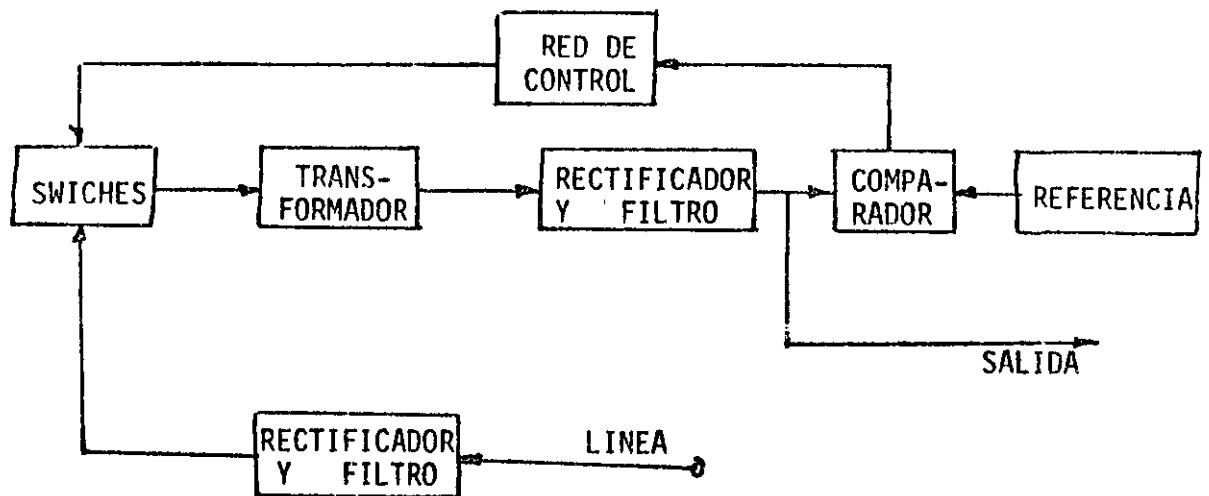 RED DE
CONTROL
SWICHES
TRANS-
FORMADOR
RECTIFICADOR
Y FILTRO
COMPA-
RADOR
REFERENCIA
SALIDA
RECTIFICADOR
Y FILTRO
LINEA